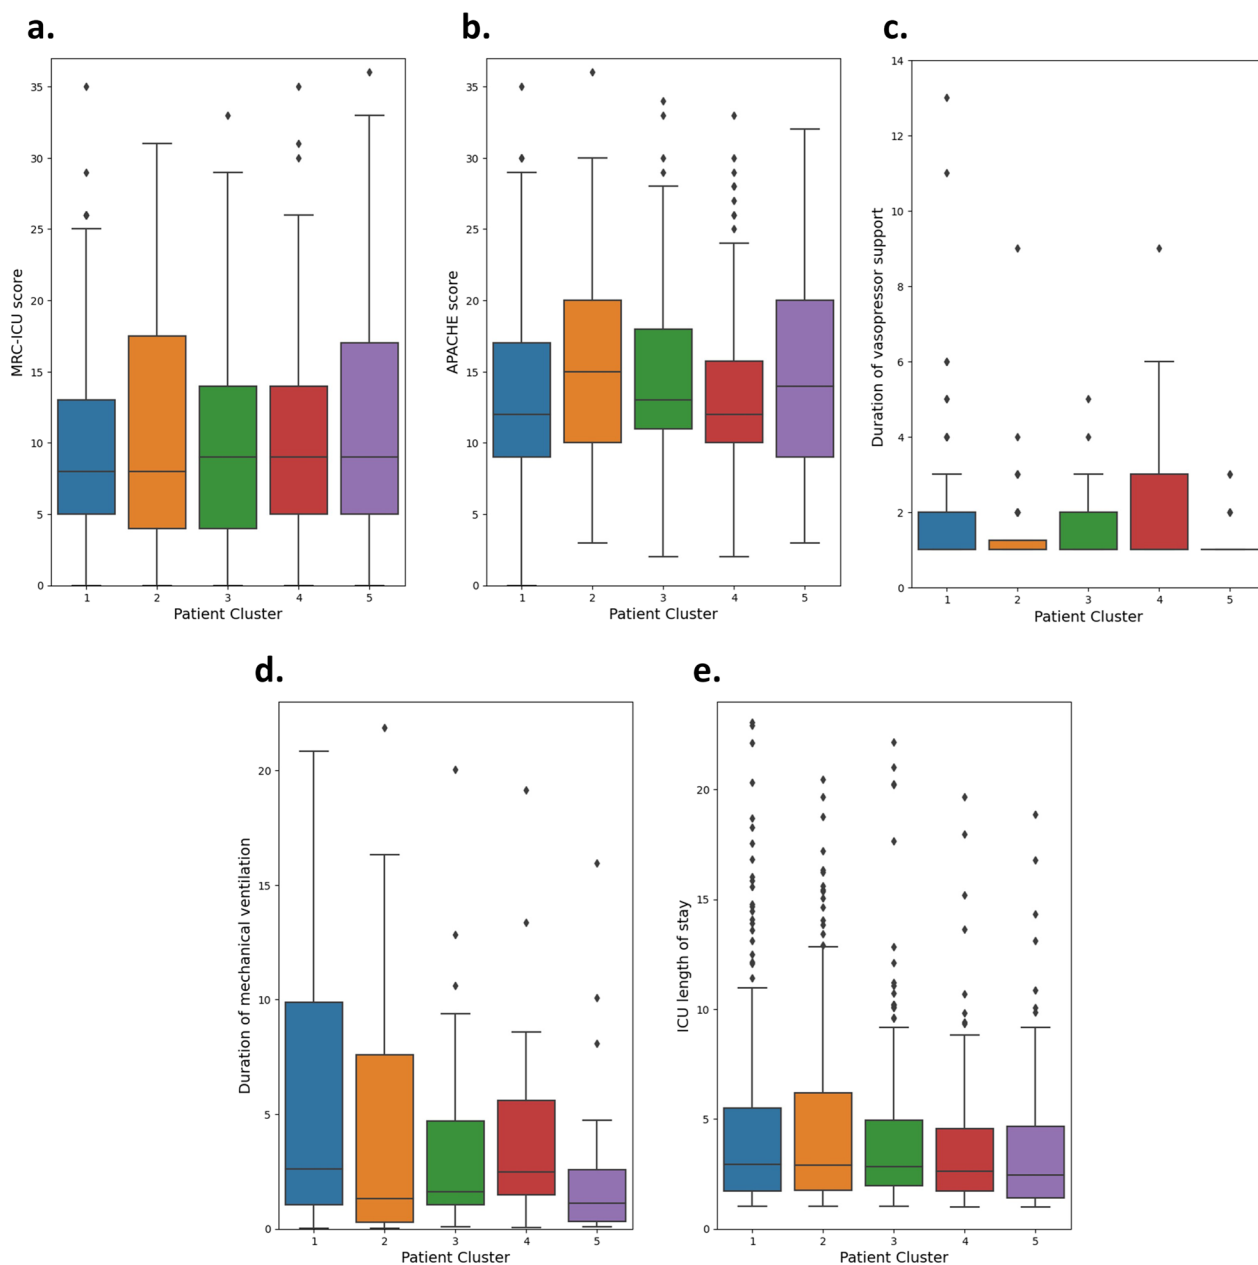 a.
MRC-ICU score
35
30
25
20
15
10
5
0
1 2 3 4 5
Patient Cluster
b.
APACHE score
35
30
25
20
15
10
5
0
1 2 3 4 5
Patient Cluster
c.
Duration of vasopressor support
14
12
10
8
6
4
2
0
1 2 3 4 5
Patient Cluster
d.
Duration of mechanical ventilation
20
15
10
5
0
1 2 3 4 5
Patient Cluster
e.
ICU length of stay
20
15
10
5
0
1 2 3 4 5
Patient Cluster